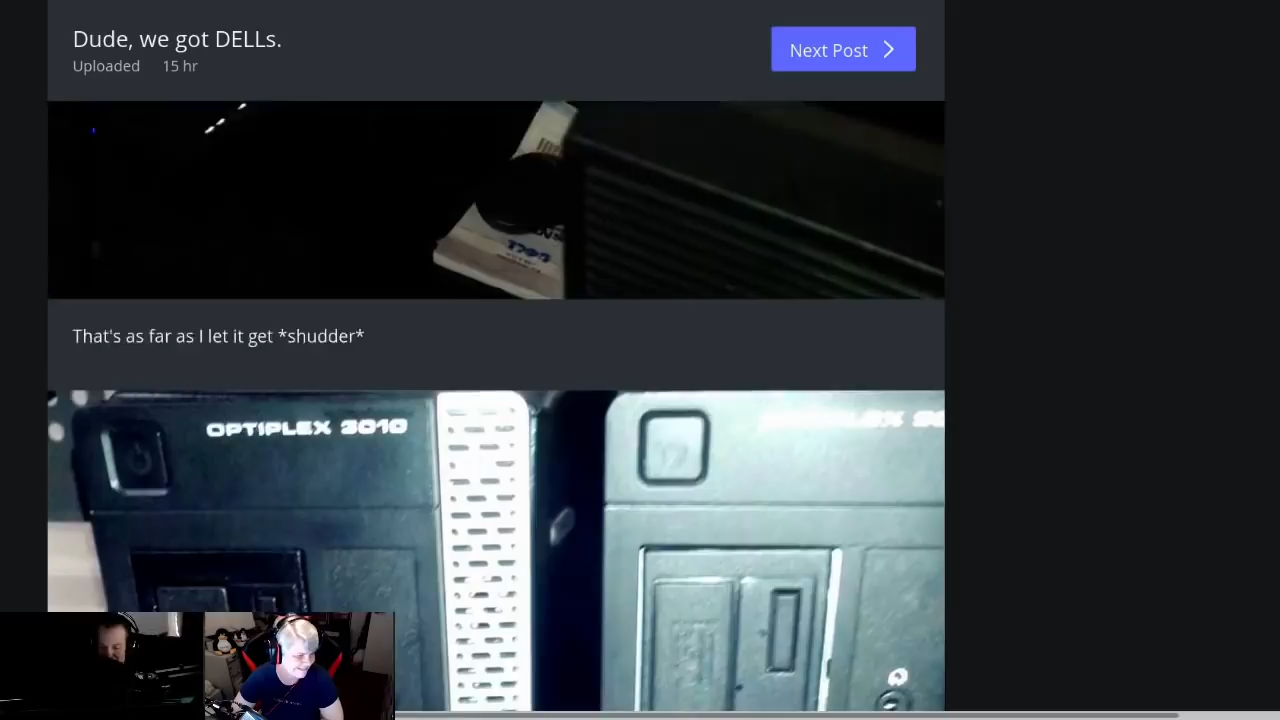 Dude, we got DELLs.
Uploaded 15 hr
Next Post
That's as far as I let it get *shudder*
OPTIPLEX 3010